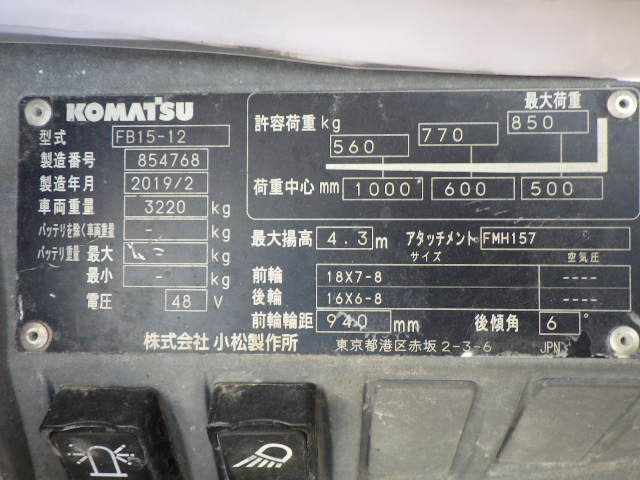 KOMATSU
型式 FB15-12
製造番号 854768
製造年月 2019/2
車両重量 3220 kg
バッテリを除く車両重量 - kg
バッテリ重量 最大 kg
最小 - kg
電圧 48 V
株式会社 小松製作所
最大荷重
許容荷重 kg 560 770 850
荷重中心 mm 1000 600 500
最大揚高 4.3 m アタッチメント FMH157
サイズ 空気圧
前輪 18X7-8 ----
後輪 16X6-8 ----
前輪輪距 940 mm 後傾角 6 °
東京都港区赤坂2-3-6 JPN